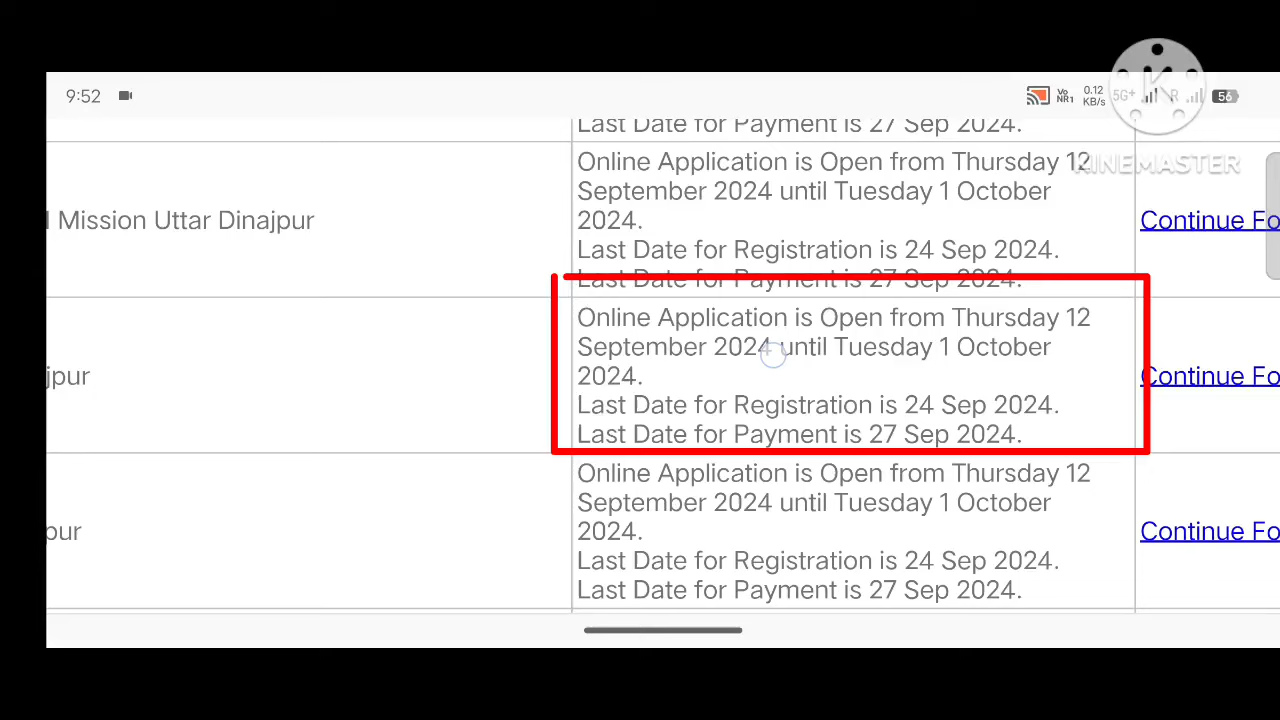 9:52
Vo NR1 0.12 KB/s 5G+ R 56
KINEMASTER
Last Date for Payment is 27 Sep 2024.
Online Application is Open from Thursday 12
September 2024 until Tuesday 1 October
2024.
Last Date for Registration is 24 Sep 2024.
Last Date for Payment is 27 Sep 2024.
Mission Uttar Dinajpur
Continue Fo
Online Application is Open from Thursday 12
September 2024 until Tuesday 1 October
2024.
Last Date for Registration is 24 Sep 2024.
Last Date for Payment is 27 Sep 2024.
jpur
Continue Fo
Online Application is Open from Thursday 12
September 2024 until Tuesday 1 October
2024.
Last Date for Registration is 24 Sep 2024.
Last Date for Payment is 27 Sep 2024.
pur
Continue Fo